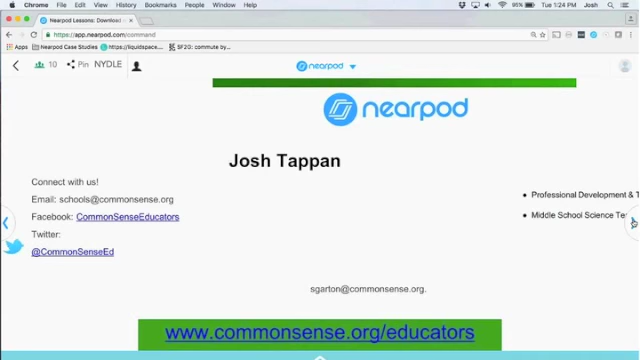 Chrome File Edit View History Bookmarks People Window Help
95% Tue 1:24 PM Josh
Nearpod Lessons: Download
Josh
https://app.nearpod.com/command
Apps Nearpod Case Studies https://liquidspace. SF20: commute by
10 Pin NYDLE
nearpod
nearpod
Josh Tappan
Connect with us!
Email: schools@commonsense.org
Facebook: CommonSenseEducators
Twitter:
@CommonSenseEd
Professional Development & T
Middle School Science Te
sgarton@commonsense.org.
www.commonsense.org/educators